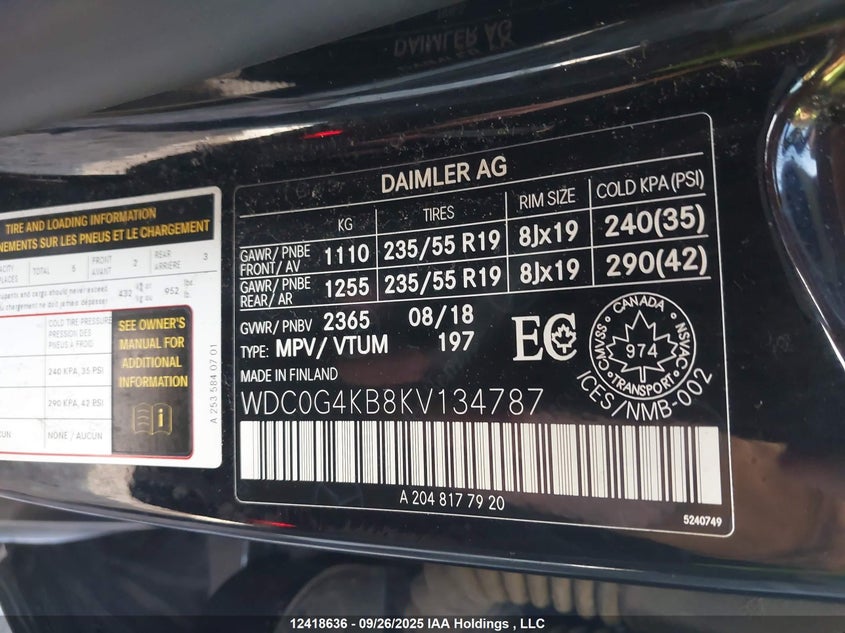 TIRE AND LOADING INFORMATION
NEMENTS SUR LES PNEUS ET LE CHARGEMENT
TOTAL 5 FRONT AVANT 2 REAR ARRIÈRE 3
432 kg ou 952
COLD TIRE PRESSURE
PRESSION DES
PNEUS À FROID
240 KPA, 35 PSI
290 KPA, 42 PSI
NONE / AUCUN
SEE OWNER'S
MANUAL FOR
ADDITIONAL
INFORMATION
A 253 584 07 01
DAIMLER AG
KG TIRES RIM SIZE COLD KPA(PSI)
GAWR/ PNBE FRONT/ AV 1110 235/55 R19 8Jx19 240(35)
GAWR/ PNBE REAR/ AR 1255 235/55 R19 8Jx19 290(42)
GVWR/ PNBV 2365 08/18
TYPE: MPV/ VTUM 197
EC
CANADA
974
TRANSPORT
CMVSS
NSVAC
ICES/NMB-002
MADE IN FINLAND
WDC0G4KB8KV134787
A 204 817 79 20
5240749
12418636 - 09/26/2025 IAA Holdings , LLC